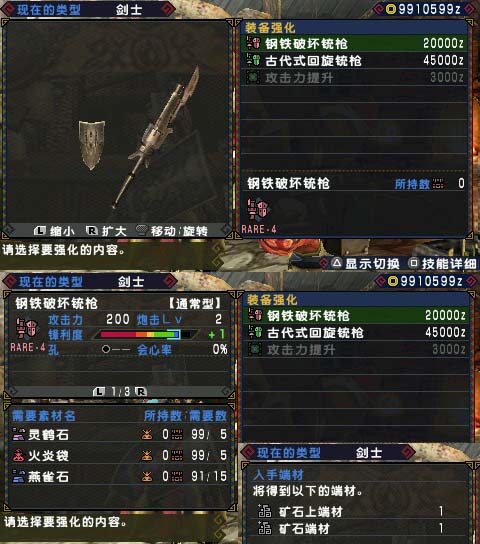 现在的类型 剑士
9910599z
装备强化
钢铁破坏铳枪 20000z
古代式回旋铳枪 45000z
攻击力提升 3000z
钢铁破坏铳枪 所持数 0
RARE-4
L 缩小 R 扩大 移动:旋转
请选择要强化的内容。
△显示切换 □技能详细
现在的类型 剑士
9910599z
钢铁破坏铳枪 【通常型】
攻击力 200 炮击Lv 2
锋利度 +1
RARE-4 孔 ○-- 会心率 0%
L 1/3 R
装备强化
钢铁破坏铳枪 20000z
古代式回旋铳枪 45000z
攻击力提升 3000z
需要素材名 所持数:需要数
灵鹤石 0 99/ 5
火炎袋 0 99/ 5
燕雀石 0 91/15
请选择要强化的内容。
现在的类型 剑士
入手端材
将得到以下的端材。
矿石上端材 1
矿石端材 1